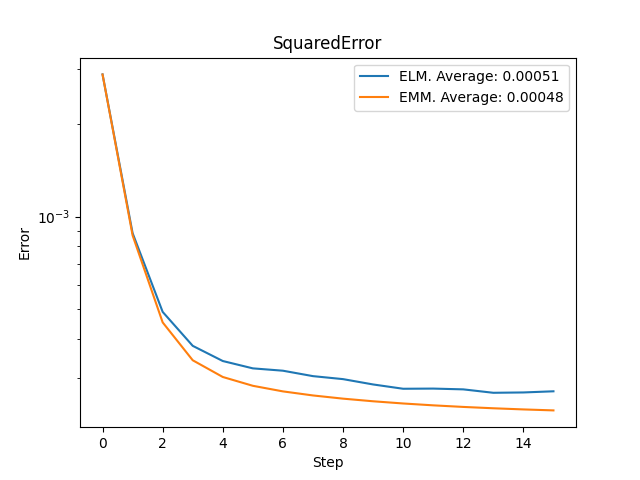 SquaredError
ELM. Average: 0.00051
EMM. Average: 0.00048
10⁻³
Error
0 2 4 6 8 10 12 14
Step